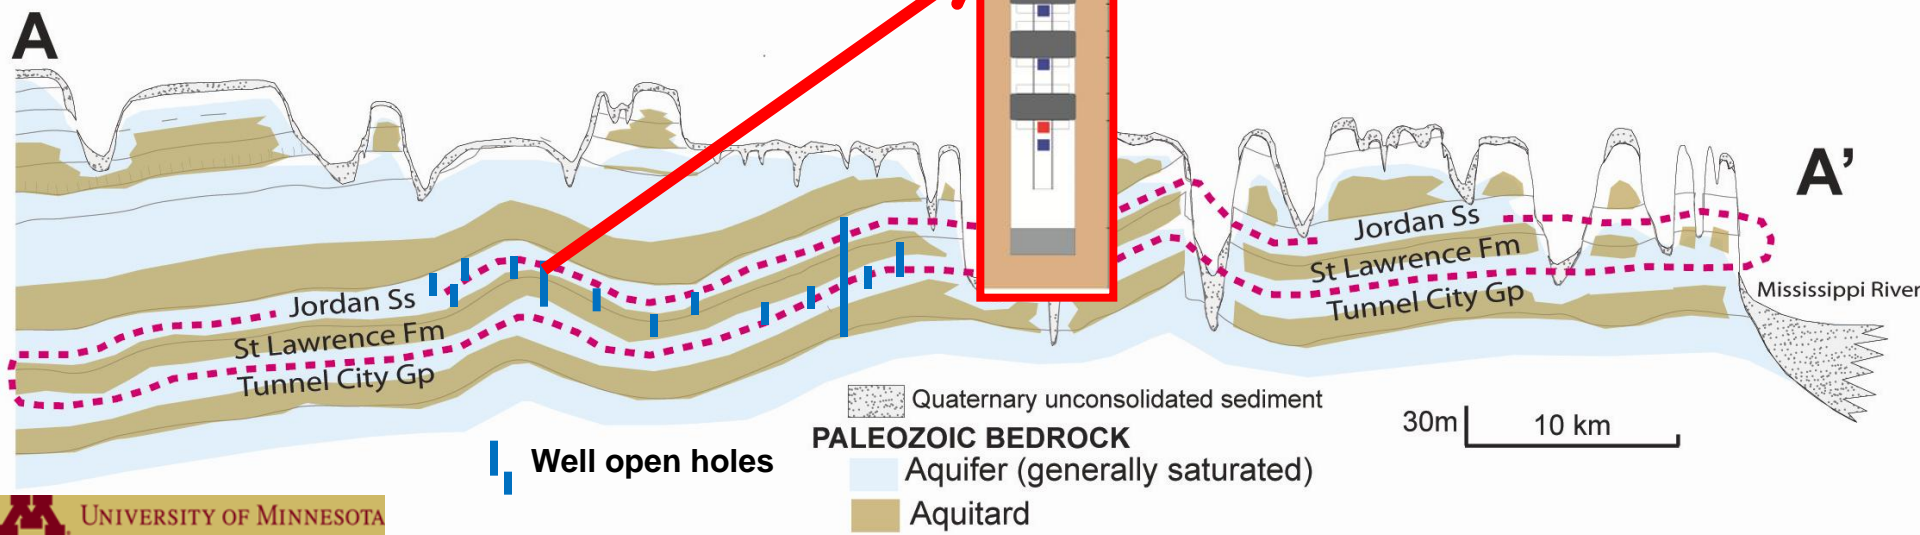 A
A’
Jordan Ss
St Lawrence Fm
Tunnel City Gp
Jordan Ss
St Lawrence Fm
Tunnel City Gp
Mississippi River
Well open holes
Quaternary unconsolidated sediment
PALEOZOIC BEDROCK
Aquifer (generally saturated)
Aquitard
30m
10 km
M
UNIVERSITY OF MINNESOTA